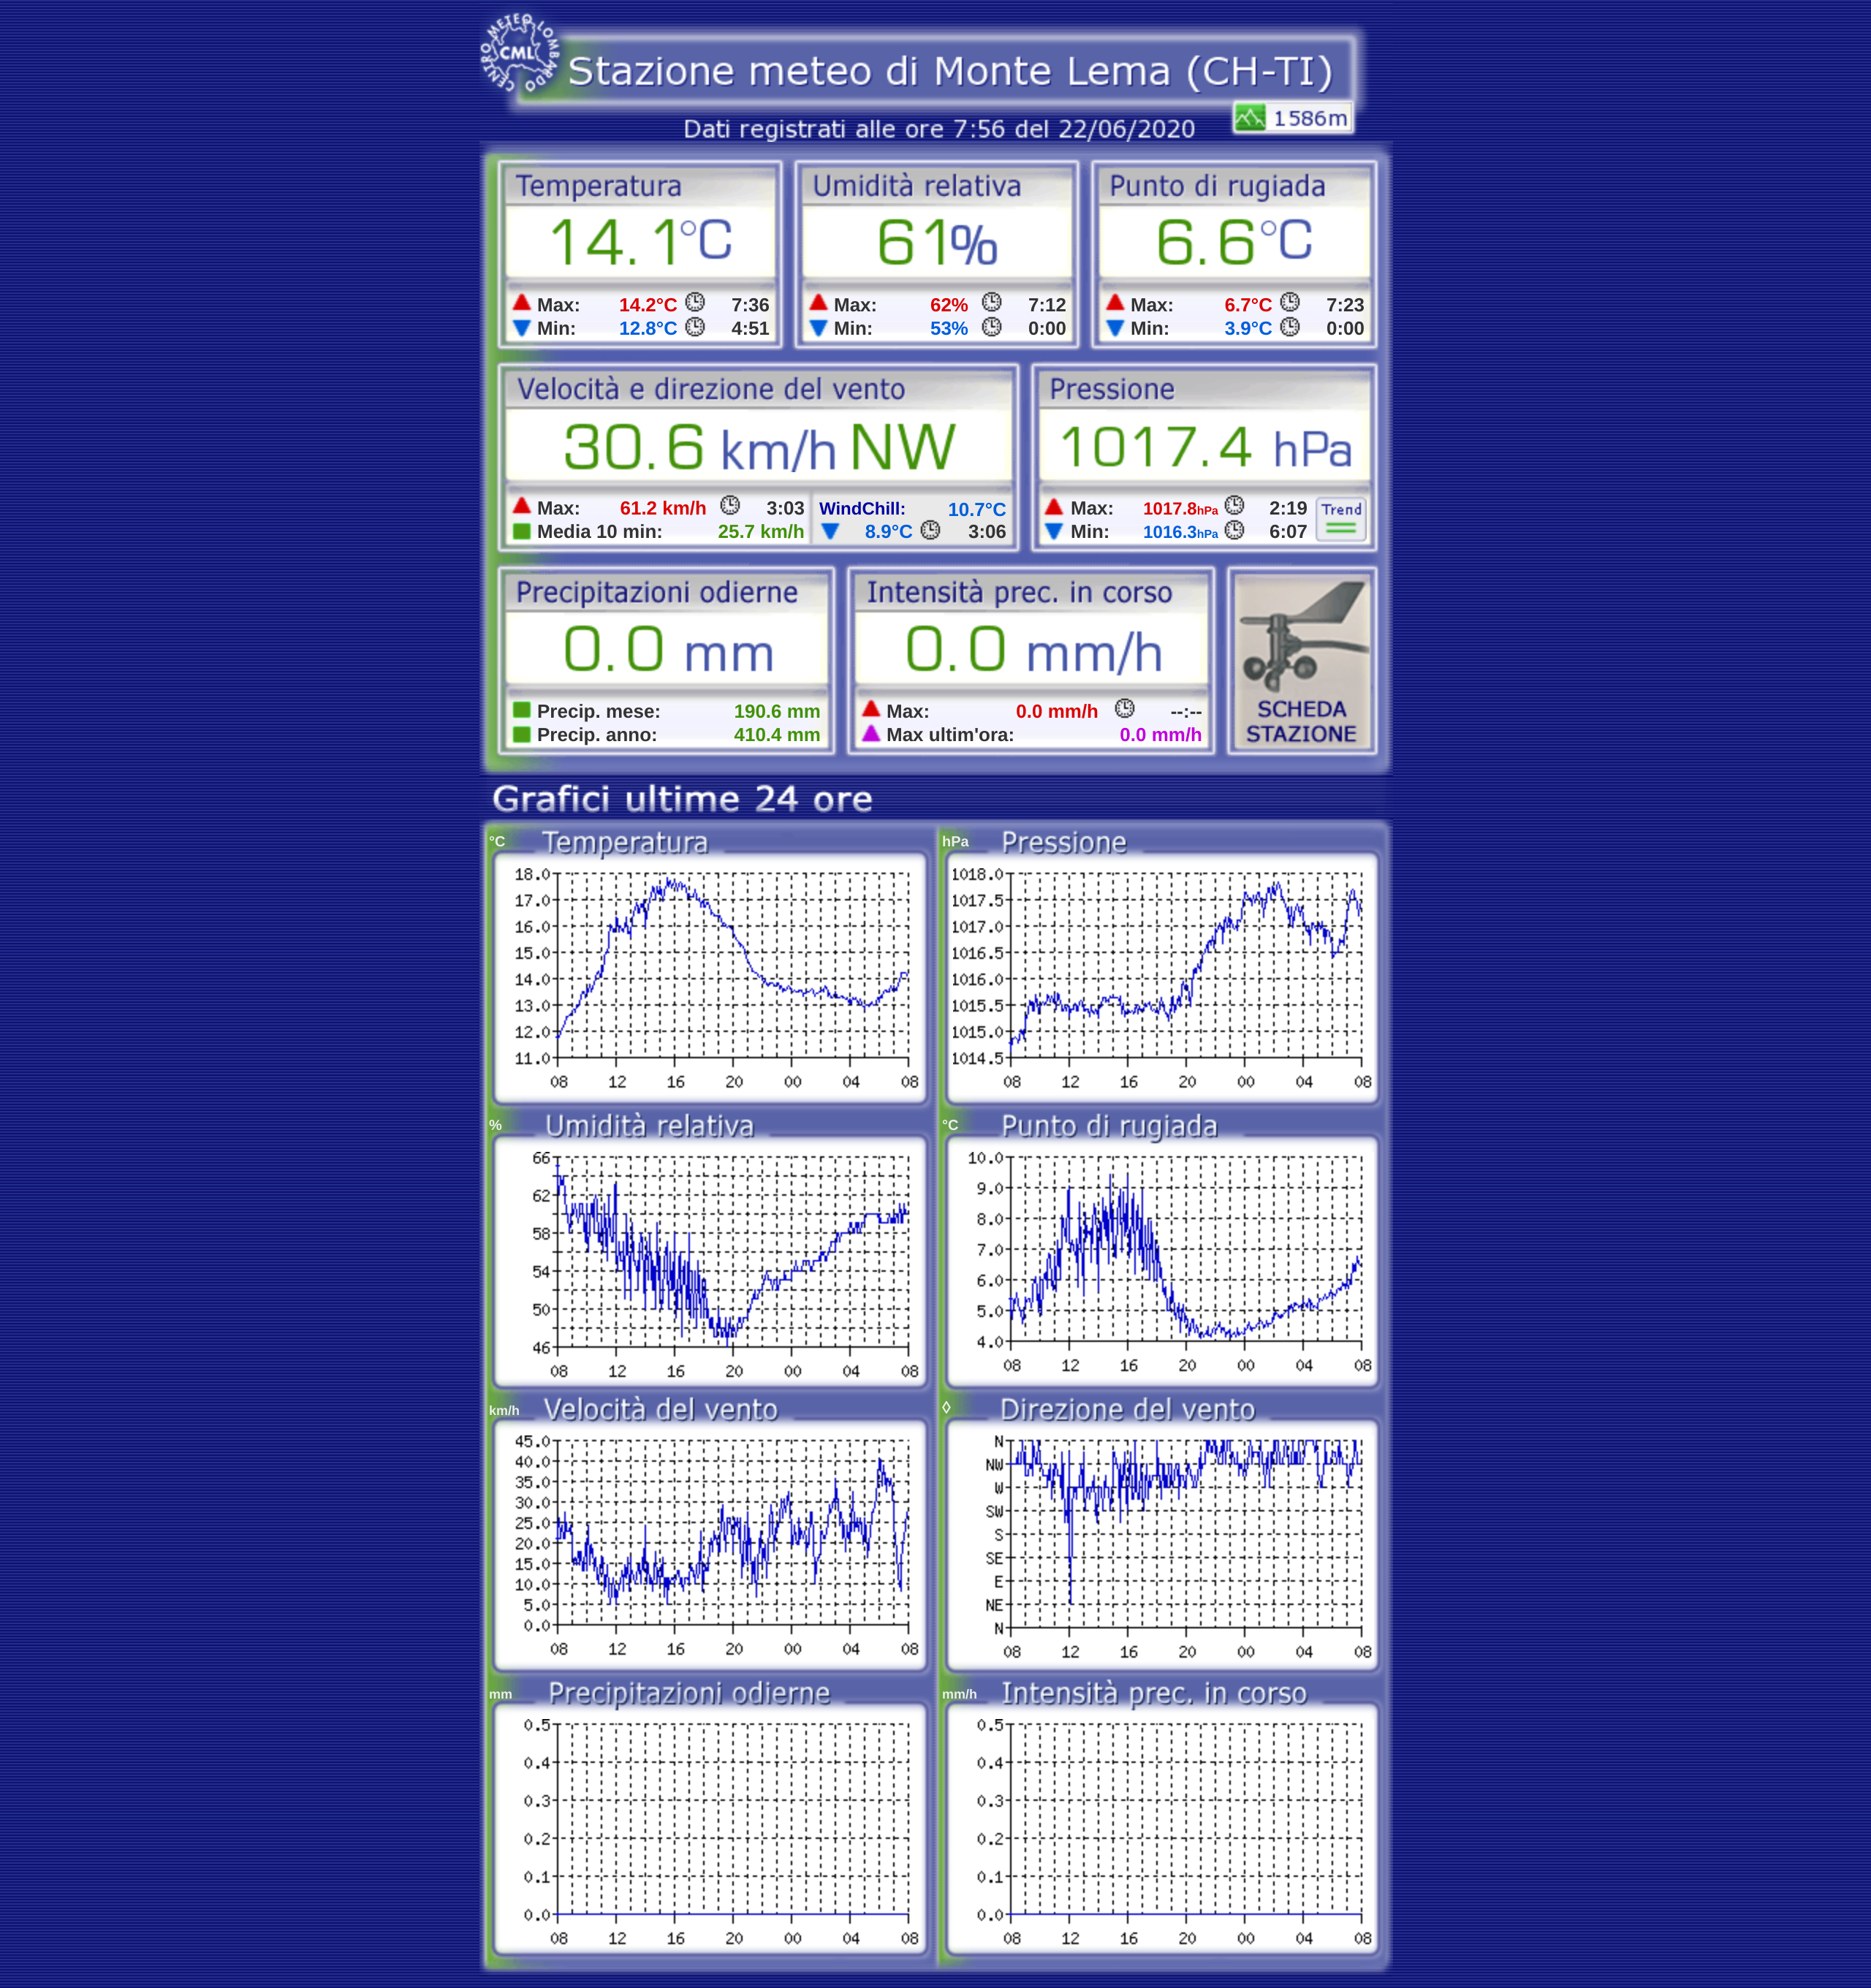 CENTRO METEO LOMBARDO
CML
Stazione meteo di Monte Lema (CH-TI)
1586m
Dati registrati alle ore 7:56 del 22/06/2020
Temperatura Umidità relativa Punto di rugiada
14.1°C 61% 6.6°C
Max: 14.2°C 7:36 Max: 62% 7:12 Max: 6.7°C 7:23
Min: 12.8°C 4:51 Min: 53% 0:00 Min: 3.9°C 0:00
Velocità e direzione del vento Pressione
30.6 km/h NW 1017.4 hPa
Max: 61.2 km/h 3:03 WindChill: 10.7°C Max: 1017.8hPa 2:19 Trend
Media 10 min: 25.7 km/h 8.9°C 3:06 Min: 1016.3hPa 6:07
Precipitazioni odierne Intensità prec. in corso
0.0 mm 0.0 mm/h
Precip. mese: 190.6 mm Max: 0.0 mm/h --:-- SCHEDA
Precip. anno: 410.4 mm Max ultim'ora: 0.0 mm/h STAZIONE
Grafici ultime 24 ore
°C Temperatura
18.0
17.0
16.0
15.0
14.0
13.0
12.0
11.0
08 12 16 20 00 04 08
hPa Pressione
1018.0
1017.5
1017.0
1016.5
1016.0
1015.5
1015.0
1014.5
08 12 16 20 00 04 08
% Umidità relativa
66
62
58
54
50
46
08 12 16 20 00 04 08
°C Punto di rugiada
10.0
9.0
8.0
7.0
6.0
5.0
4.0
08 12 16 20 00 04 08
km/h Velocità del vento
45.0
40.0
35.0
30.0
25.0
20.0
15.0
10.0
5.0
0.0
08 12 16 20 00 04 08
◊ Direzione del vento
N
NW
W
SW
S
SE
E
NE
N
08 12 16 20 00 04 08
mm Precipitazioni odierne
0.5
0.4
0.3
0.2
0.1
0.0
08 12 16 20 00 04 08
mm/h Intensità prec. in corso
0.5
0.4
0.3
0.2
0.1
0.0
08 12 16 20 00 04 08